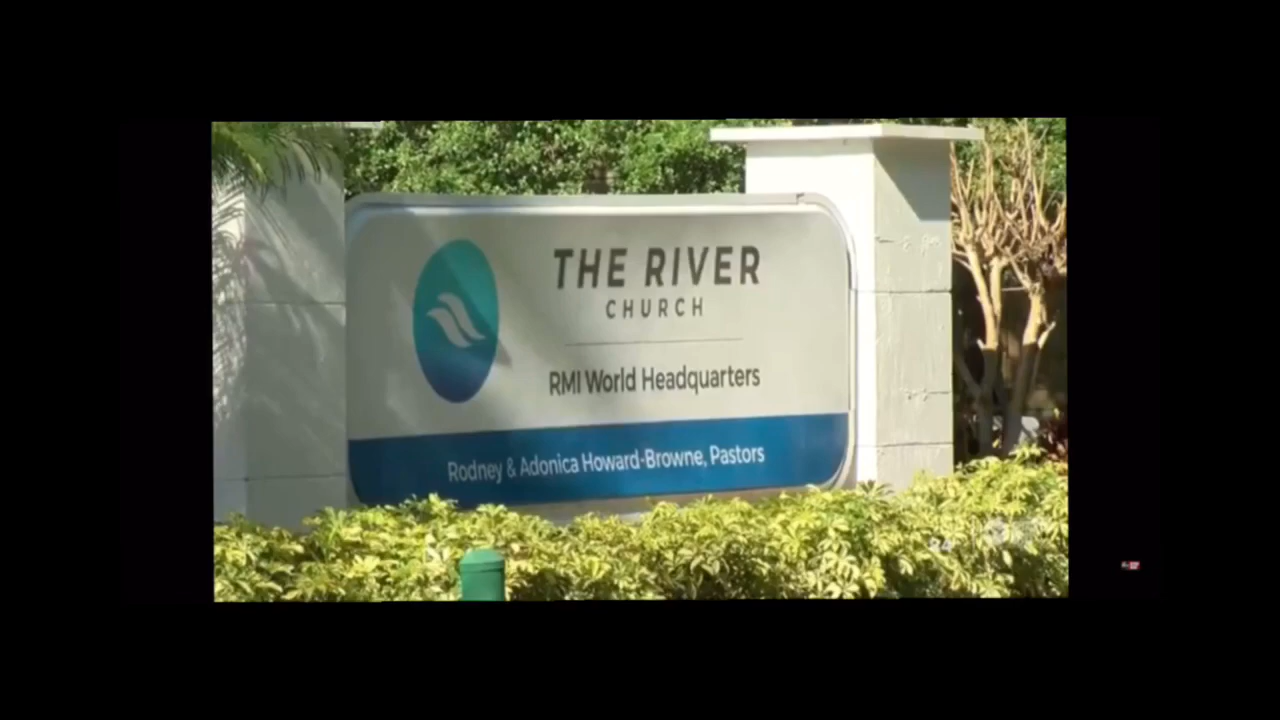 THE RIVER
CHURCH
RMI World Headquarters
Rodney & Adonica Howard-Browne, Pastors